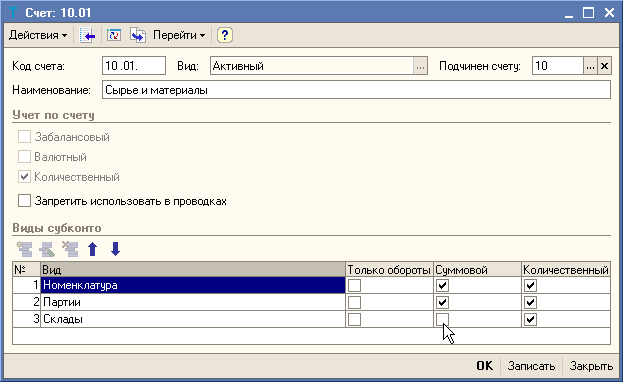 Счет: 10.01
Действия Перейти ?
Код счета: 10 .01. Вид: Активный ... Подчинен счету: 10 ... ×
Наименование: Сырье и материалы
Учет по счету
Забалансовый
Валютный
Количественный
Запретить использовать в проводках
Виды субконто
№ Вид Только обороты Суммовой Количественный
1 Номенклатура
2 Партии
3 Склады
OK Записать Закрыть